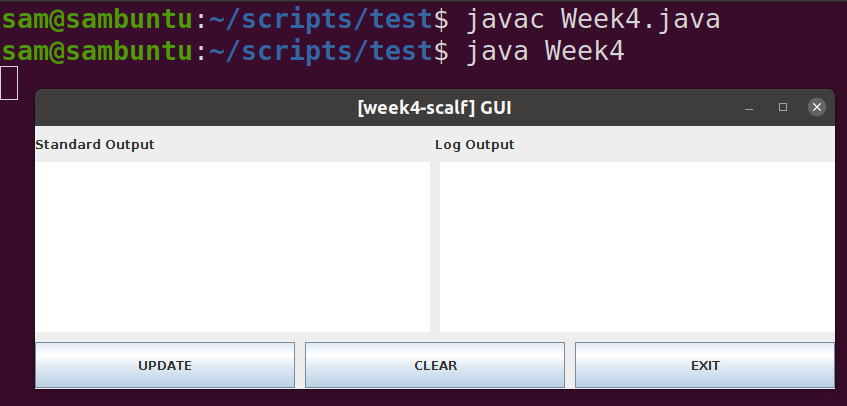 sam@sambuntu:~/scripts/test$ javac Week4.java
sam@sambuntu:~/scripts/test$ java Week4
[week4-scalf] GUI
Standard Output Log Output
UPDATE CLEAR EXIT